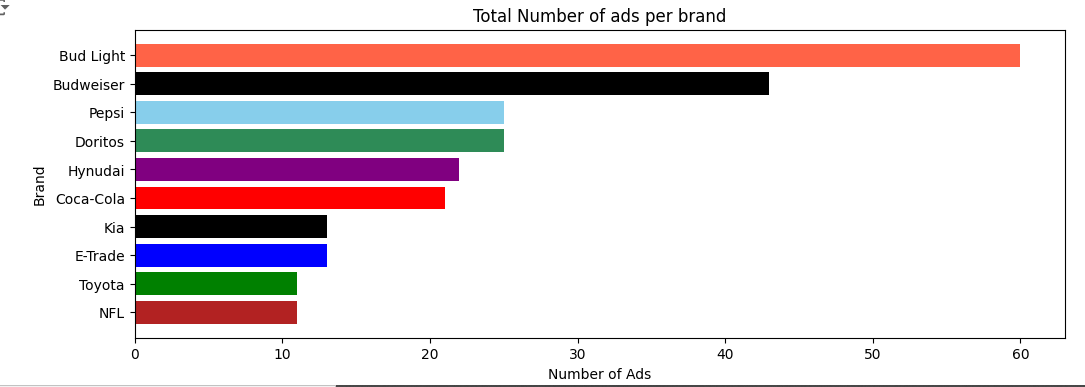 Total Number of ads per brand
Bud Light
Budweiser
Pepsi
Doritos
Hynudai
Coca-Cola
Kia
E-Trade
Toyota
NFL
Brand
0 10 20 30 40 50 60
Number of Ads